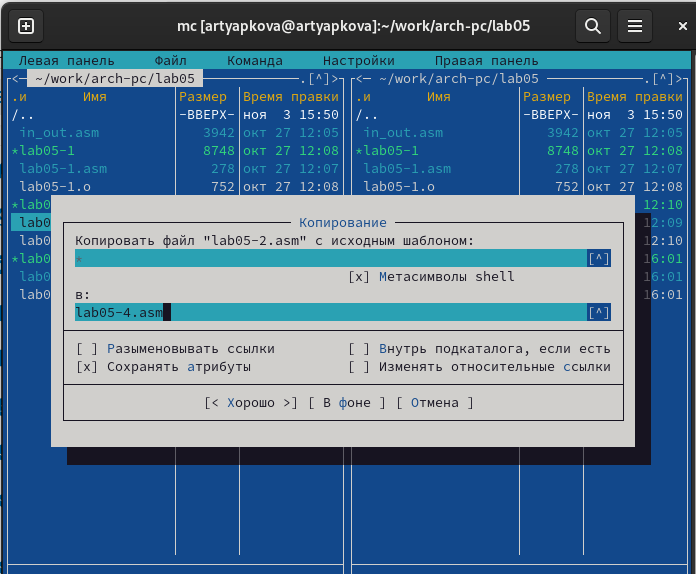 mc [artyapkova@artyapkova]:~/work/arch-pc/lab05
Левая панель Файл Команда Настройки Правая панель
<─ ~/work/arch-pc/lab05 ─.[^]>
<─ ~/work/arch-pc/lab05 ─.[^]>
.и Имя Размер Время правки .и Имя Размер Время правки
/.. -ВВЕРХ- ноя 3 15:50 /.. -ВВЕРХ- ноя 3 15:50
in_out.asm 3942 окт 27 12:05 in_out.asm 3942 окт 27 12:05
*lab05-1 8748 окт 27 12:08 *lab05-1 8748 окт 27 12:08
lab05-1.asm 278 окт 27 12:07 lab05-1.asm 278 окт 27 12:07
lab05-1.o 752 окт 27 12:08 lab05-1.o 752 окт 27 12:08
*lab0 12:10
lab0 12:09
lab0 12:10
*lab0 16:01
lab0 16:01
lab0 16:01
Копирование
Копировать файл "lab05-2.asm" с исходным шаблоном:
* [^]
[x] Метасимволы shell
в:
lab05-4.asm [^]
[ ] Разыменовывать ссылки [ ] Внутрь подкаталога, если есть
[x] Сохранять атрибуты [ ] Изменять относительные ссылки
[< Хорошо >] [ В фоне ] [ Отмена ]